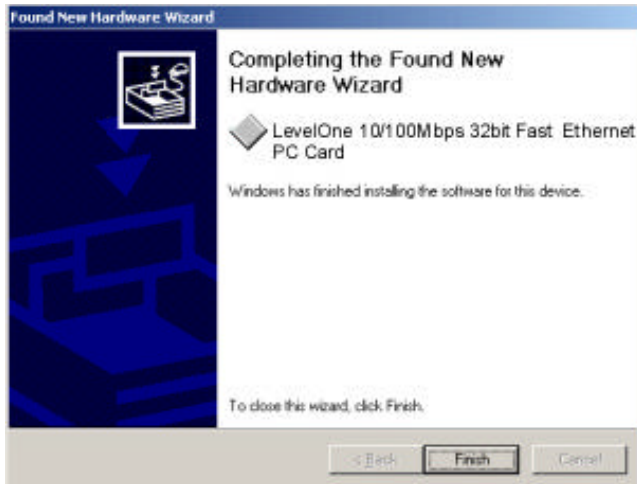 Found New Hardware Wizard
Completing the Found New
Hardware Wizard
LevelOne 10/100Mbps 32bit Fast Ethernet
PC Card
Windows has finished installing the software for this device.
To close this wizard, click Finish.
< Back Finish Cancel